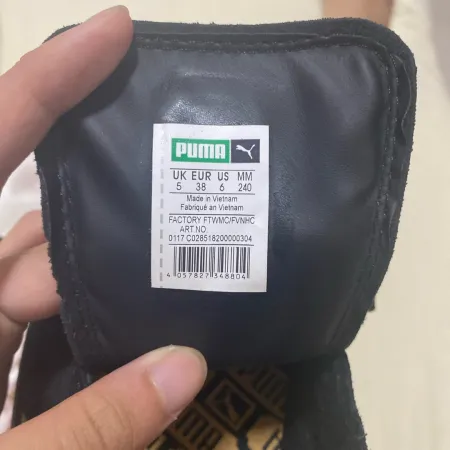 PUMA
UK EUR US MM
5 38 6 240
Made in Vietnam
Fabriqué an Vietnam
FACTORY FTWMC/FVNHC
ART.NO.
0117 C028518200000304
4 057827 348804